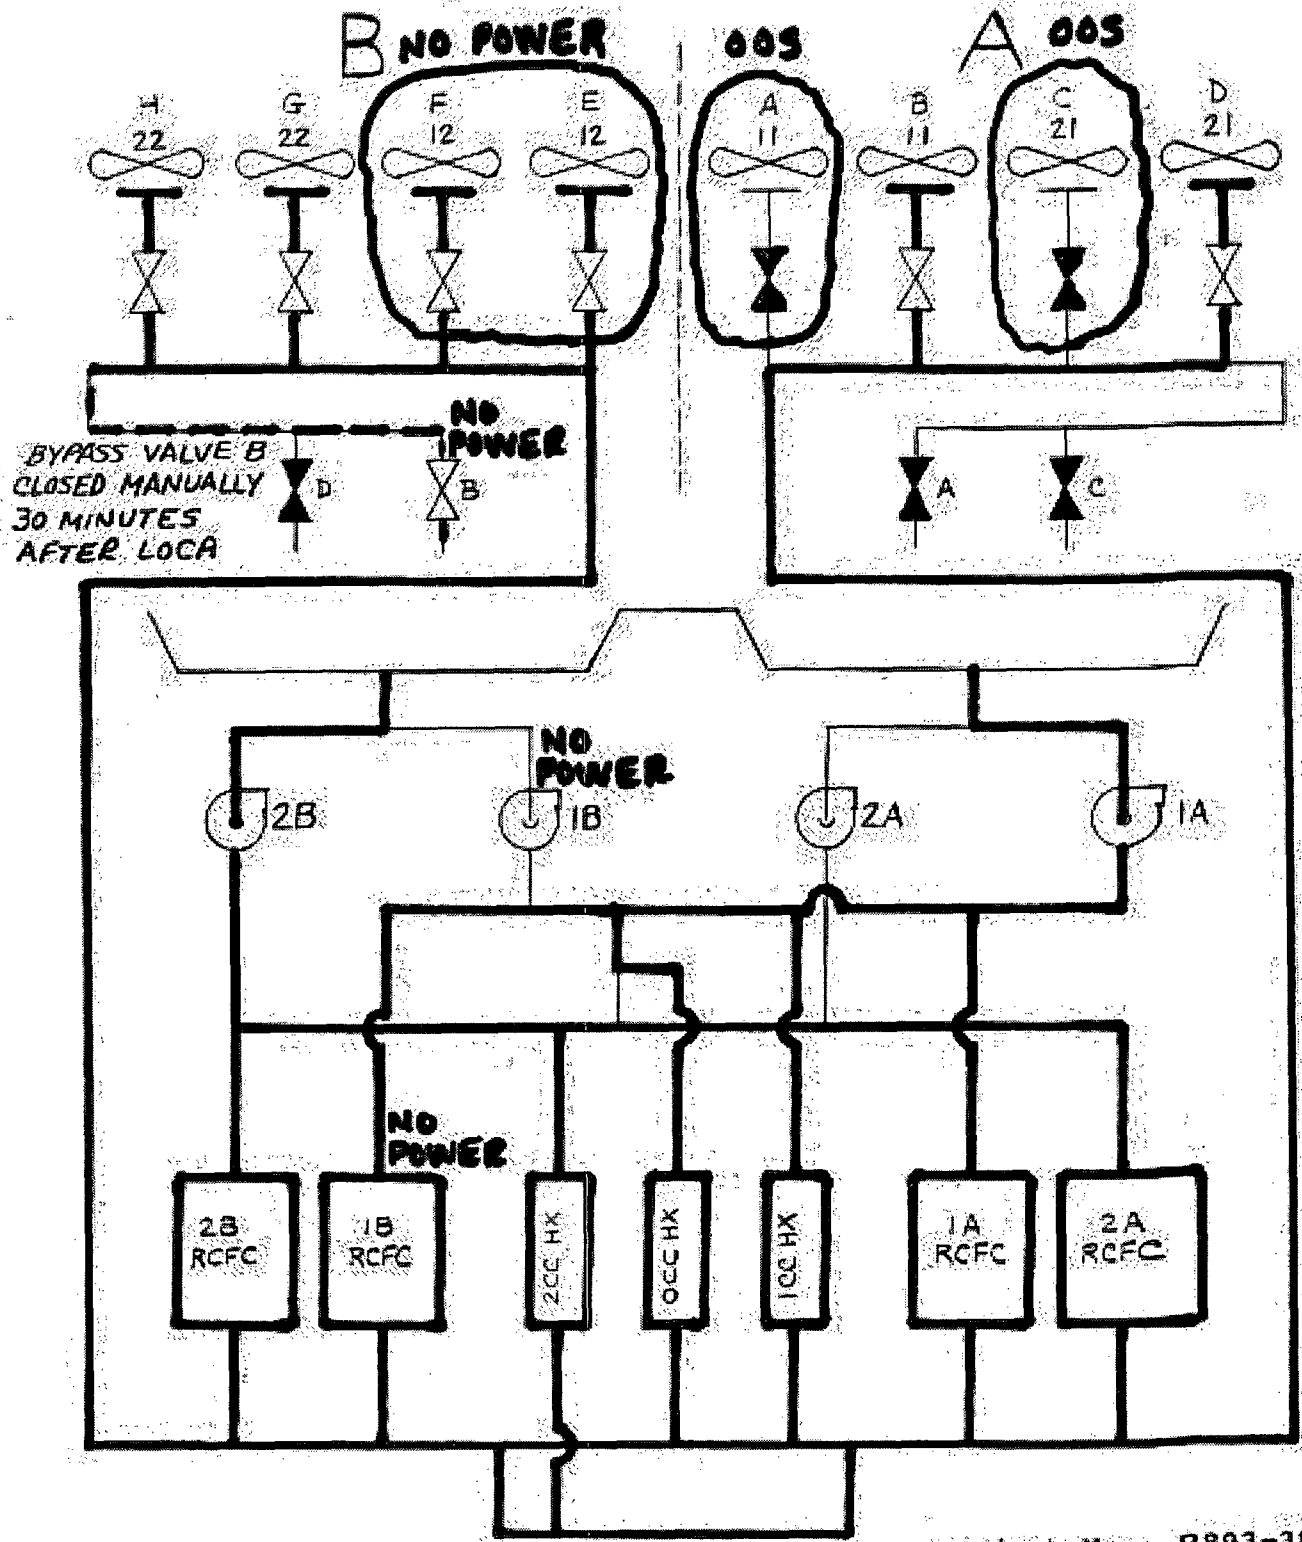 B NO POWER OOS A OOS
H G F E A B C D
22 22 12 12 11 11 21 21
NO
POWER
BYPASS VALVE B
CLOSED MANUALLY
30 MINUTES
AFTER LOCA
D B A C
NO
POWER
2B 1B 2A 1A
NO
POWER
2B
RCFC
1B
RCFC
2CC HX
0CC HX
1CC HX
1A
RCFC
2A
RCFC